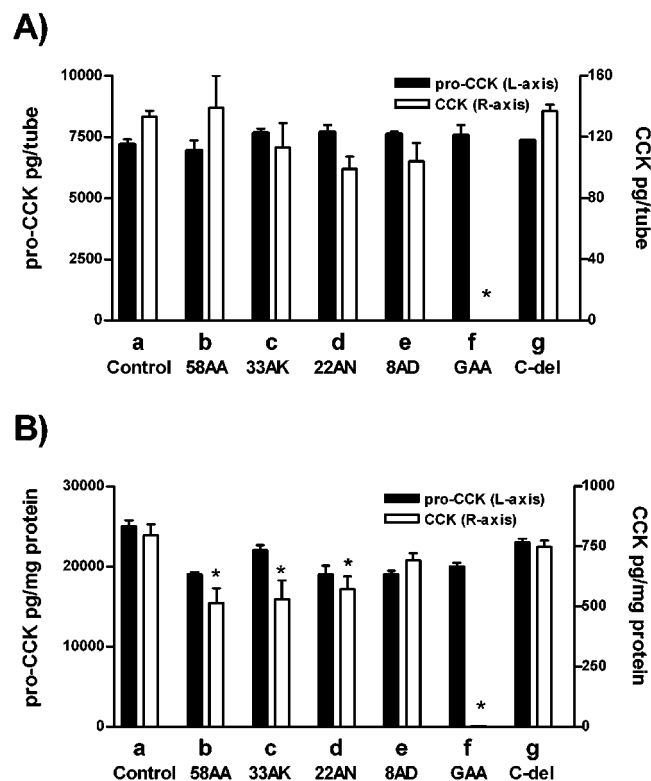 A)
pro-CCK (L-axis)
CCK (R-axis)
pro-CCK pg/tube
10000
7500
5000
2500
0
CCK pg/tube
160
120
80
40
0
*
a b c d e f g
Control 58AA 33AK 22AN 8AD GAA C-del
B)
pro-CCK (L-axis)
CCK (R-axis)
pro-CCK pg/mg protein
30000
20000
10000
0
CCK pg/mg protein
1000
750
500
250
0
* * * *
a b c d e f g
Control 58AA 33AK 22AN 8AD GAA C-del